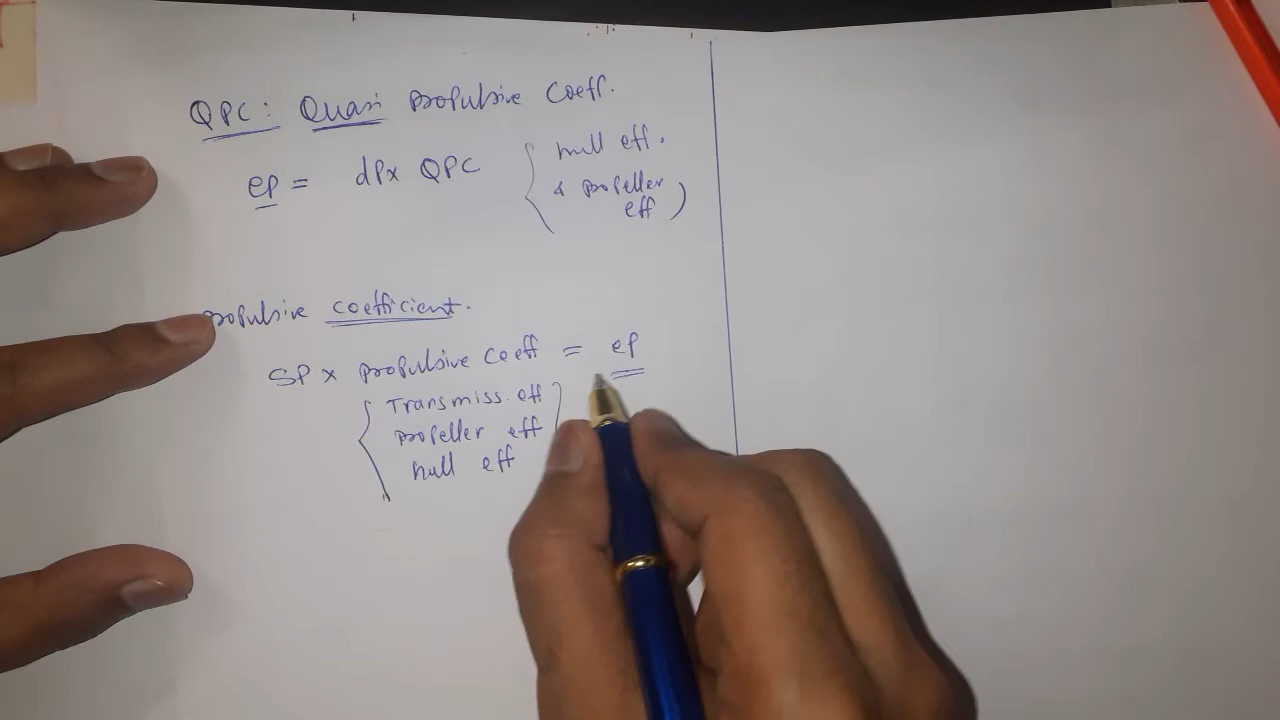 QPC: Quasi propulsive Coeff.
ep = dp x QPC
hull eff.
& propeller
eff
propulsive coefficient.
SP x propulsive Coeff = ep
Transmiss. eff
propeller eff
hull eff